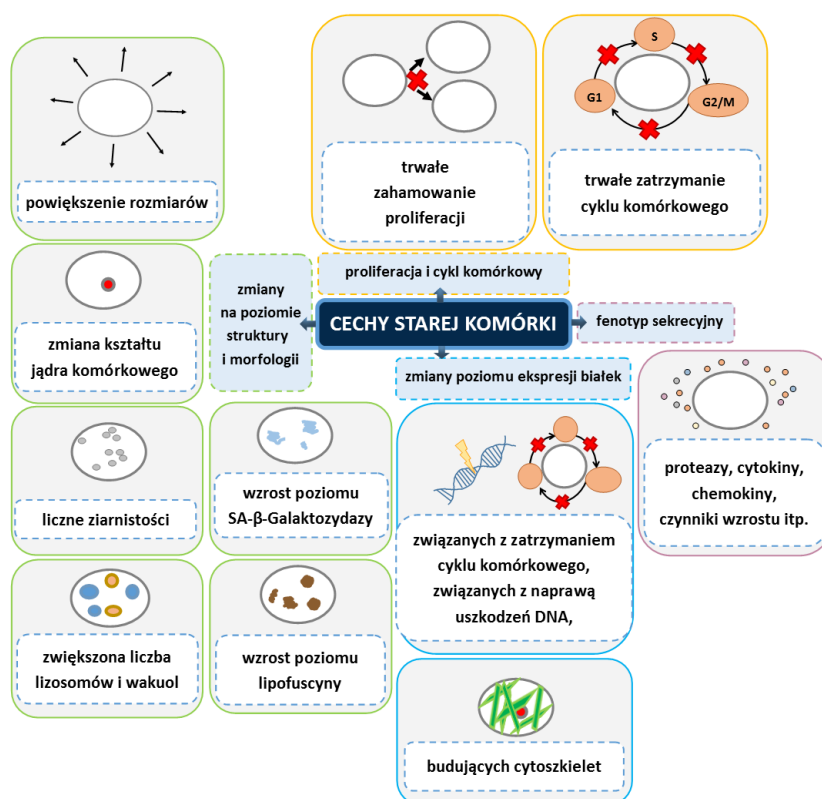 powiększenie rozmiarów
trwałe
zahamowanie
proliferacji
S
G1
G2/M
trwałe zatrzymanie
cyklu komórkowego
zmiana kształtu
jądra komórkowego
zmiany
na poziomie
struktury
i morfologii
proliferacja i cykl komórkowy
CECHY STAREJ KOMÓRKI
fenotyp sekrecyjny
zmiany poziomu ekspresji białek
liczne ziarnistości
wzrost poziomu
SA-β-Galaktozydazy
związanych z zatrzymaniem
cyklu komórkowego,
związanych z naprawą
uszkodzeń DNA,
proteazy, cytokiny,
chemokiny,
czynniki wzrostu itp.
zwiększona liczba
lizosomów i wakuol
wzrost poziomu
lipofuscyny
budujących cytoszkielet